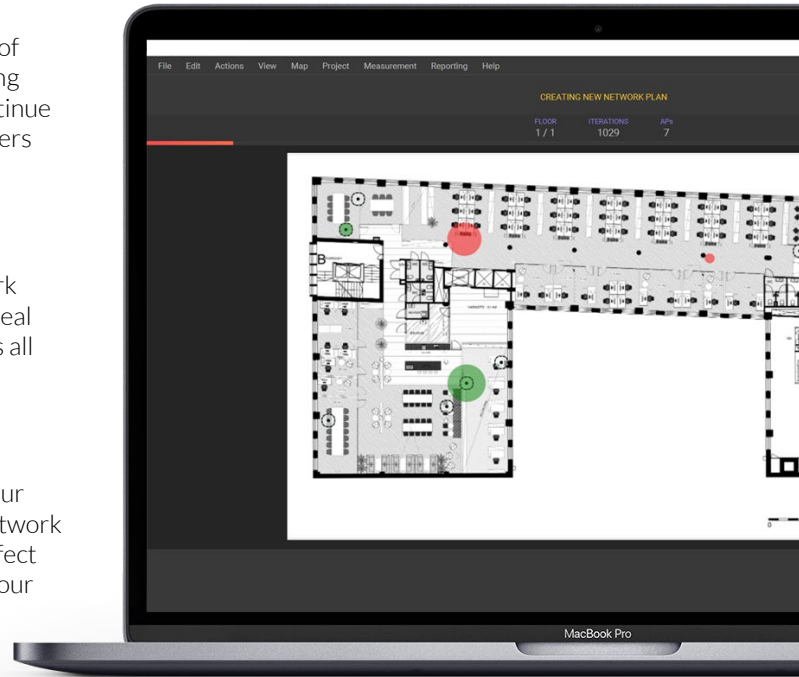 of
ng
tinue
ers
rk
eal
s all
ur
twork
fect
our
File Edit Actions View Map Project Measurement Reporting Help
CREATING NEW NETWORK PLAN
FLOOR ITERATIONS APs
1 / 1 1029 7
B
0
MacBook Pro